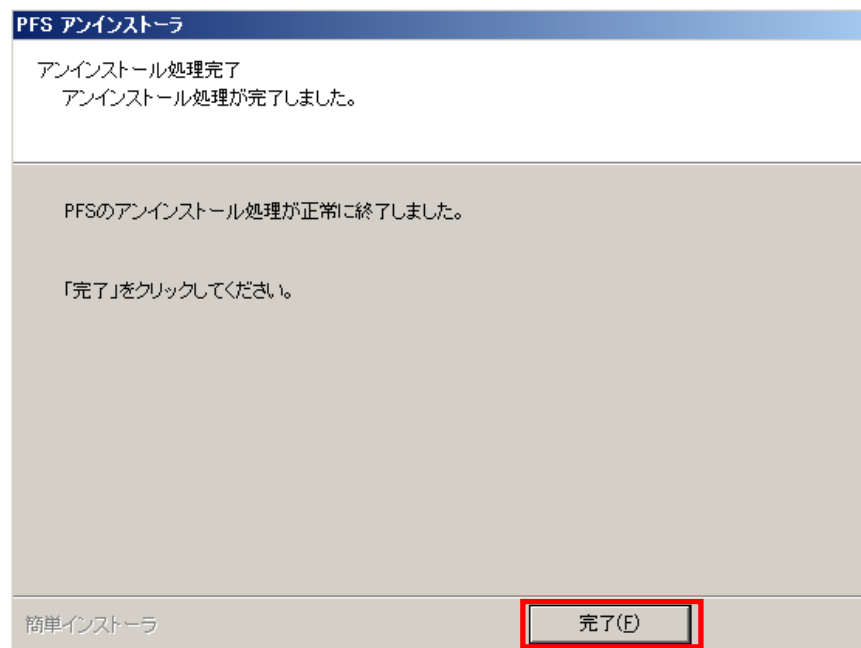 PFS アンインストーラ
アンインストール処理完了
アンインストール処理が完了しました。
PFSのアンインストール処理が正常に終了しました。
「完了」をクリックしてください。
簡単インストーラ
完了(F)